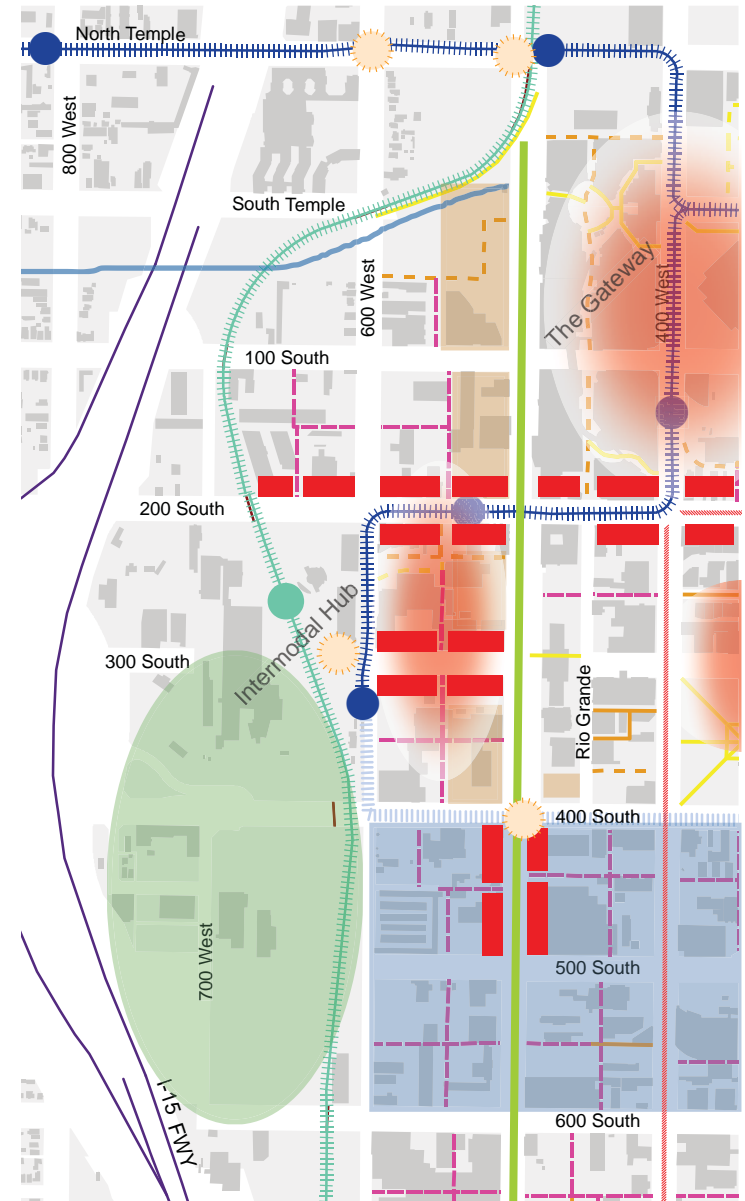 North Temple
800 West
South Temple
The Gateway
400 West
600 West
100 South
200 South
Intermodal Hub
300 South
Rio Grande
400 South
700 West
500 South
I-15 FWY
600 South